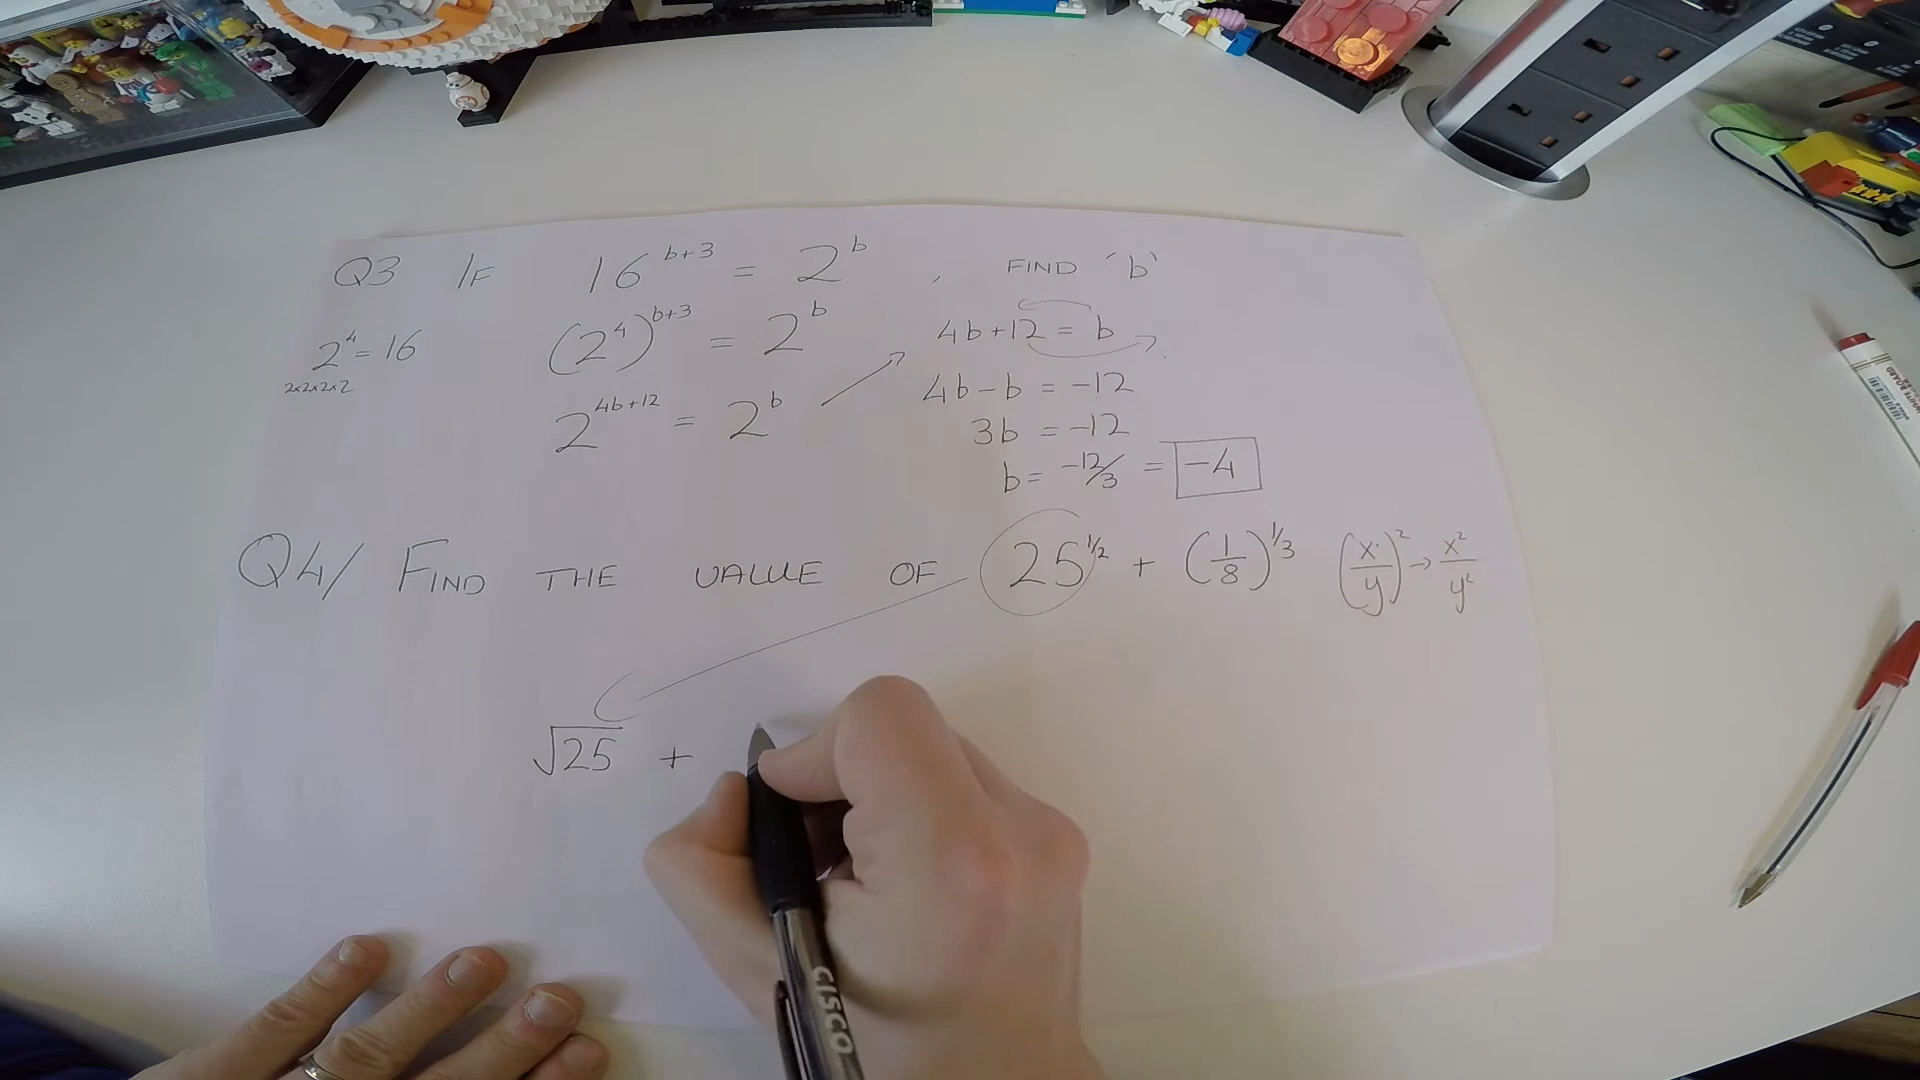 Q3 IF 16^(b+3) = 2^b , FIND 'b'
2^4 = 16
2x2x2x2
(2^4)^(b+3) = 2^b
2^(4b+12) = 2^b
4b+12 = b
4b-b = -12
3b = -12
b = -12/3 = -4
Q4/ FIND THE VALUE OF 25^(1/2) + (1/8)^(1/3) (x/y)^2 → x^2/y^2
√25 +
CISCO